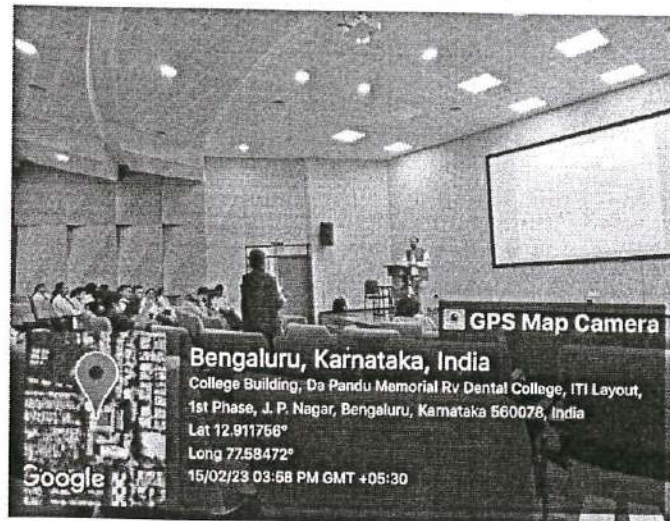 GPS Map Camera
Bengaluru, Karnataka, India
College Building, Da Pandu Memorial Rv Dental College, ITI Layout,
1st Phase, J. P. Nagar, Bengaluru, Karnataka 560078, India
Lat 12.911756°
Long 77.58472°
15/02/23 03:58 PM GMT +05:30
Google